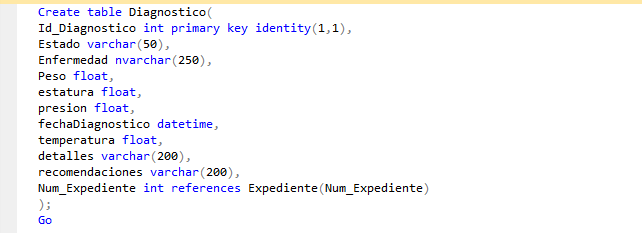 Create table Diagnostico(
Id_Diagnostico int primary key identity(1,1),
Estado varchar(50),
Enfermedad nvarchar(250),
Peso float,
estatura float,
presion float,
fechaDiagnostico datetime,
temperatura float,
detalles varchar(200),
recomendaciones varchar(200),
Num_Expediente int references Expediente(Num_Expediente)
);
Go